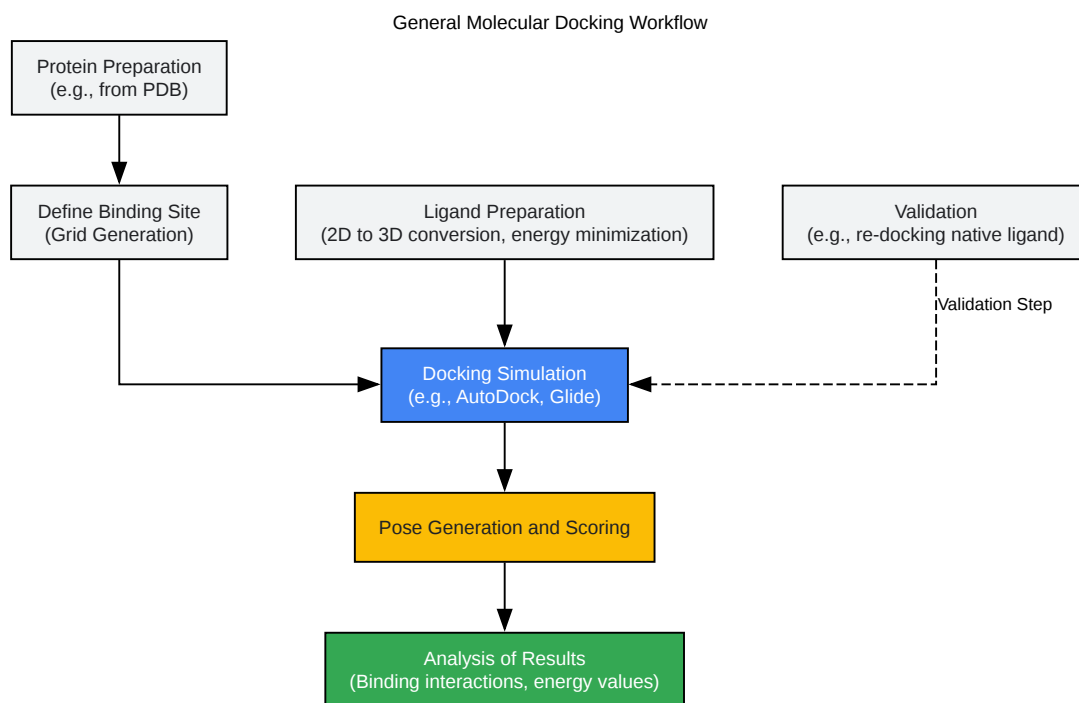 General Molecular Docking Workflow
Protein Preparation
(e.g., from PDB)
Define Binding Site
(Grid Generation)
Ligand Preparation
(2D to 3D conversion, energy minimization)
Validation
(e.g., re-docking native ligand)
Validation Step
Docking Simulation
(e.g., AutoDock, Glide)
Pose Generation and Scoring
Analysis of Results
(Binding interactions, energy values)